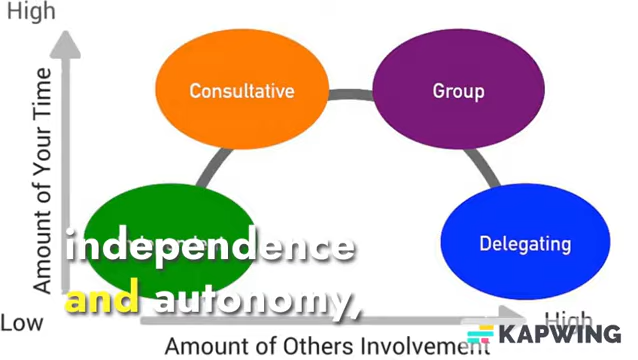 High
Consultative
Group
Amount of Your Time
Delegating
independence
and autonomy,
Low
High
KAPWING
Amount of Others Involvement